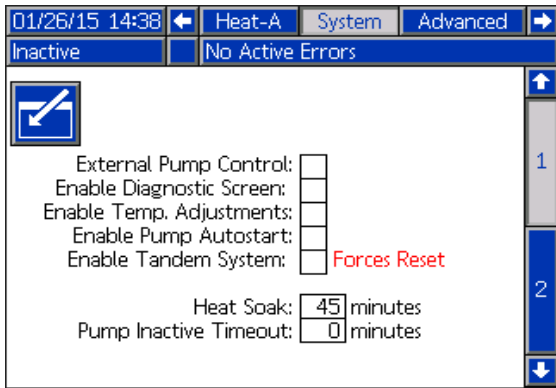 01/26/15 14:38 Heat-A System Advanced
Inactive No Active Errors
External Pump Control:
Enable Diagnostic Screen:
Enable Temp. Adjustments:
Enable Pump Autostart:
Enable Tandem System: Forces Reset
Heat Soak: 45 minutes
Pump Inactive Timeout: 0 minutes
1
2